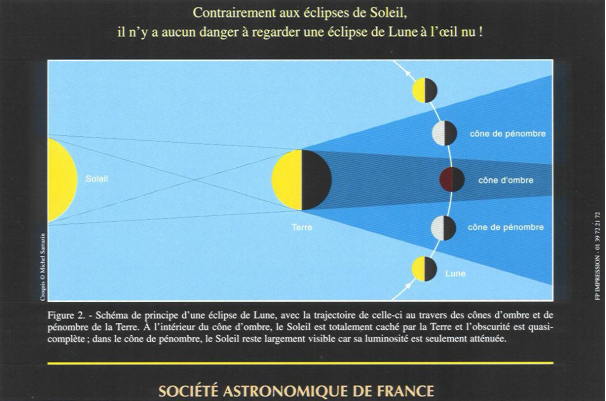 Contrairement aux éclipses de Soleil,
il n'y a aucun danger à regarder une éclipse de Lune à l'œil nu !
cône de pénombre
Soleil
cône d'ombre
Terre
cône de pénombre
Lune
Croquis © Michel Sarrazin
FP IMPRESSION - 01 39 72 21 72
Figure 2. - Schéma de principe d'une éclipse de Lune, avec la trajectoire de celle-ci au travers des cônes d'ombre et de
pénombre de la Terre. À l'intérieur du cône d'ombre, le Soleil est totalement caché par la Terre et l'obscurité est quasi-
complète ; dans le cône de pénombre, le Soleil reste largement visible car sa luminosité est seulement atténuée.
SOCIÉTÉ ASTRONOMIQUE DE FRANCE